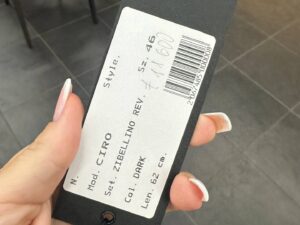 Style.
N.
Mod. CIRO Sz. 46
Set. ZIBELLINO REV.
Col. DARK
Len. 62 cm.